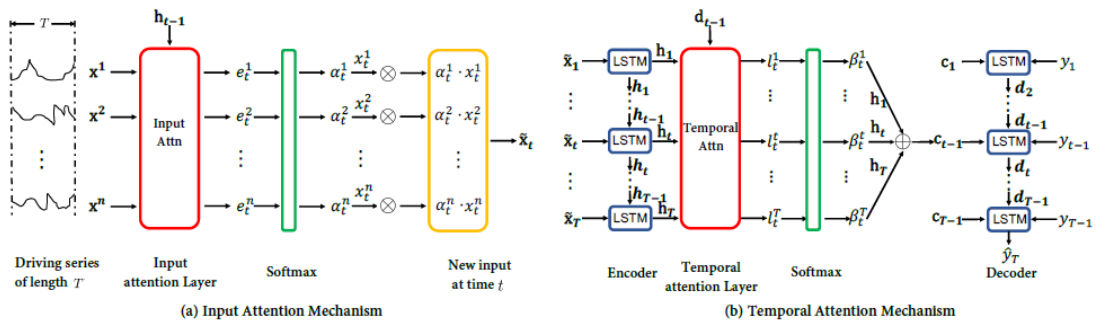 T
h_{t-1}
x^1
e_t^1
α_t^1
x_t^1
⊗
α_t^1 · x_t^1
x^2
Input
Attn
e_t^2
α_t^2
x_t^2
⊗
α_t^2 · x_t^2
⋮
⋮
⋮
⋮
x̃_t
x^n
e_t^n
α_t^n
x_t^n
⊗
α_t^n · x_t^n
Driving series
of length T
Input
attention Layer
Softmax
New input
at time t
(a) Input Attention Mechanism
d_{t-1}
x̃_1
LSTM
h_1
l_t^1
β_t^1
c_1
LSTM
y_1
h_1
h_1
d_2
⋮
⋮
⋮
⋮
h_{t-1}
d_{t-1}
x̃_t
LSTM
h_t
Temporal
Attn
l_t^t
β_t^t
h_t
⊕
c_{t-1}
LSTM
y_{t-1}
h_t
h_T
d_t
⋮
⋮
⋮
⋮
h_{T-1}
d_{T-1}
x̃_T
LSTM
h_T
l_t^T
β_t^T
c_{T-1}
LSTM
y_{T-1}
ŷ_T
Encoder
Temporal
attention Layer
Softmax
Decoder
(b) Temporal Attention Mechanism